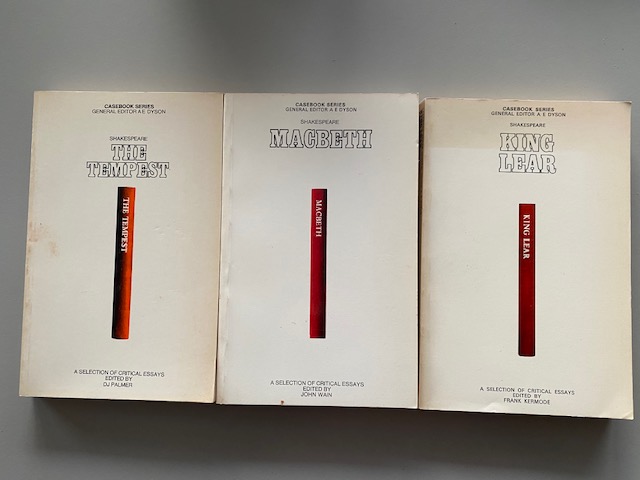 CASEBOOK SERIES
GENERAL EDITOR A E DYSON
SHAKESPEARE
THE
TEMPEST
THE TEMPEST
A SELECTION OF CRITICAL ESSAYS
EDITED BY
DJ PALMER
CASEBOOK SERIES
GENERAL EDITOR A E DYSON
SHAKESPEARE
MACBETH
MACBETH
A SELECTION OF CRITICAL ESSAYS
EDITED BY
JOHN WAIN
CASEBOOK SERIES
GENERAL EDITOR A E DYSON
SHAKESPEARE
KING
LEAR
KING LEAR
A SELECTION OF CRITICAL ESSAYS
EDITED BY
FRANK KERMODE